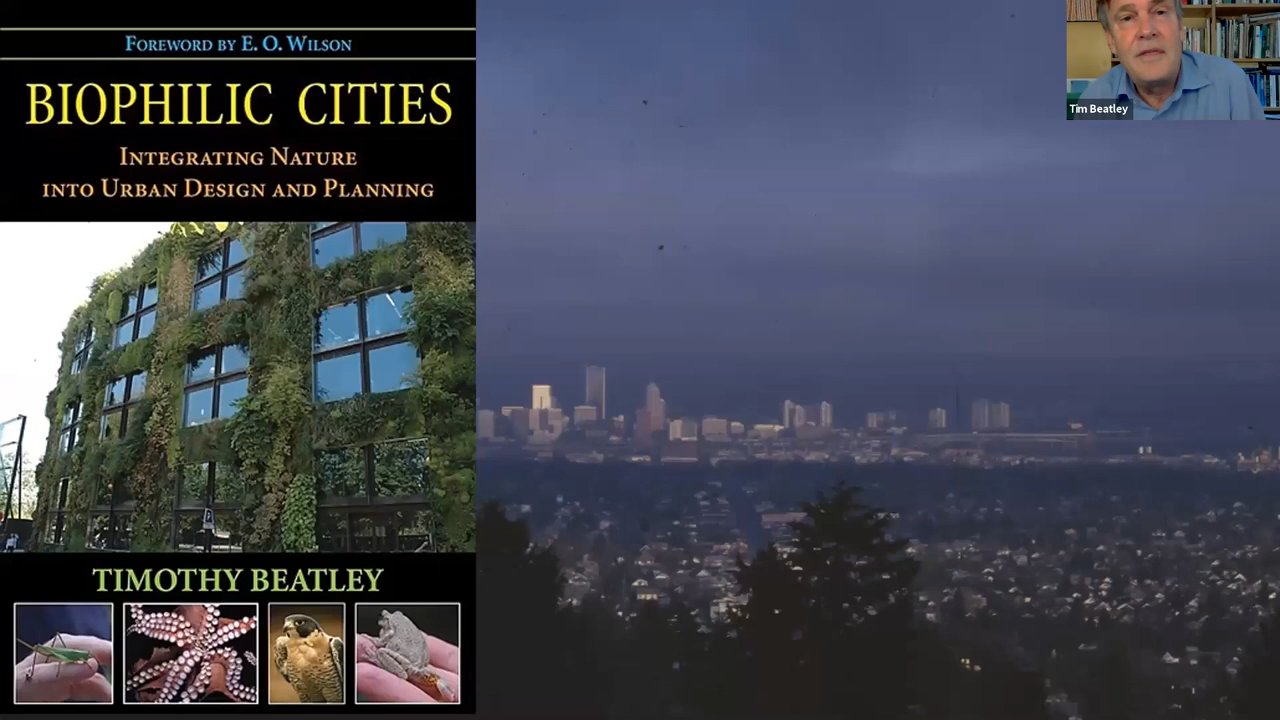 FOREWORD BY E. O. WILSON
BIOPHILIC CITIES
INTEGRATING NATURE
INTO URBAN DESIGN AND PLANNING
TIMOTHY BEATLEY
Tim Beatley